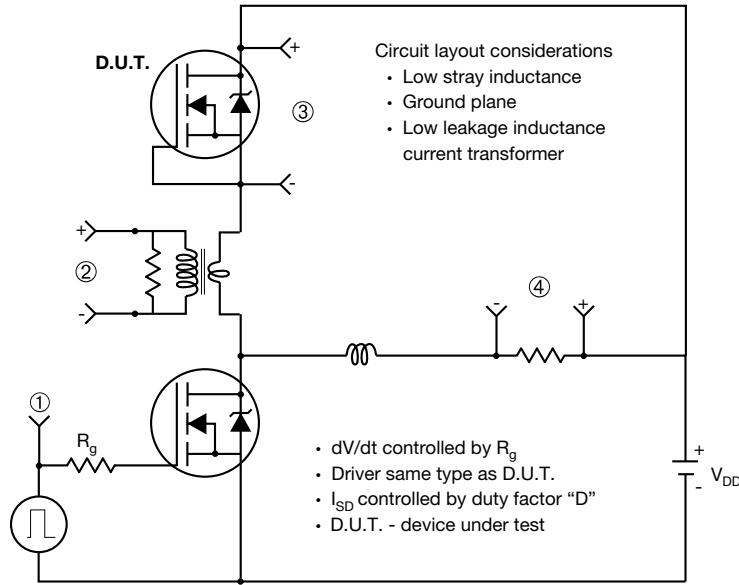 D.U.T.
+
Circuit layout considerations
• Low stray inductance
• Ground plane
• Low leakage inductance
current transformer
③
-
+
②
-
-
④
+
①
R_g
• dV/dt controlled by R_g
• Driver same type as D.U.T.
• I_SD controlled by duty factor “D”
• D.U.T. - device under test
+
V_DD
-